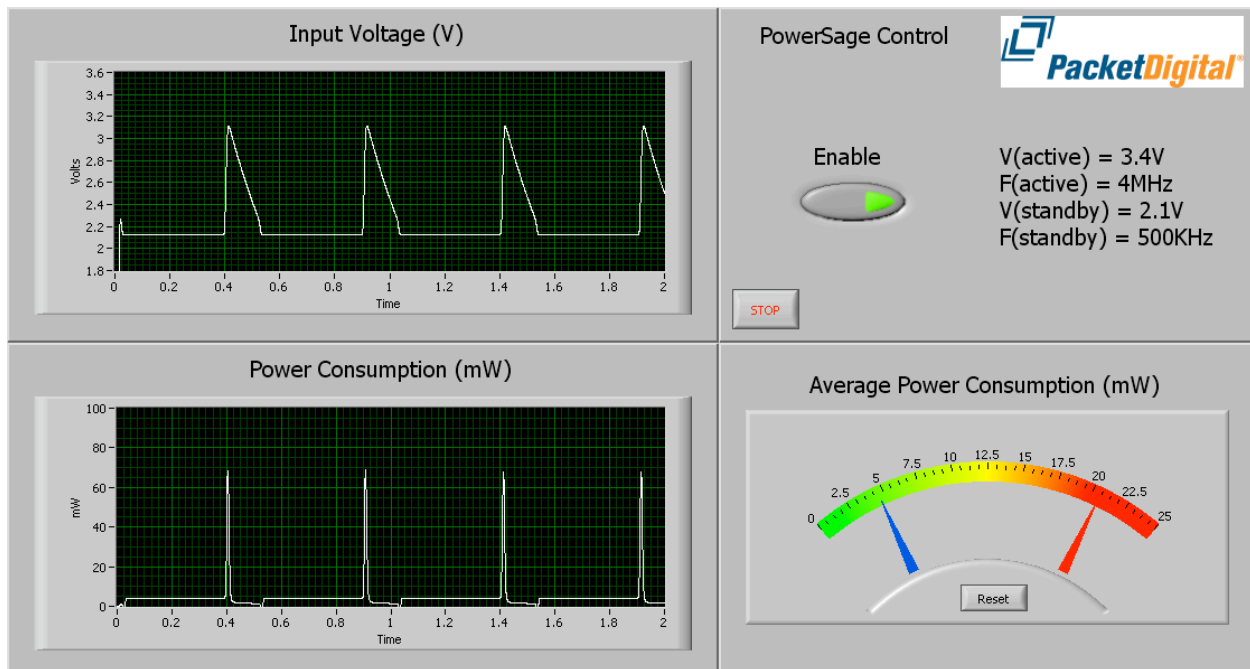 Input Voltage (V)
3.6
3.4
3.2
3
2.8
2.6
2.4
2.2
2
1.8
Volts
0 0.2 0.4 0.6 0.8 1 1.2 1.4 1.6 1.8 2
Time
PowerSage Control
PacketDigital®
Enable
V(active) = 3.4V
F(active) = 4MHz
V(standby) = 2.1V
F(standby) = 500KHz
STOP
Power Consumption (mW)
100
80
60
40
20
0
mW
0 0.2 0.4 0.6 0.8 1 1.2 1.4 1.6 1.8 2
Time
Average Power Consumption (mW)
0 2.5 5 7.5 10 12.5 15 17.5 20 22.5 25
Reset